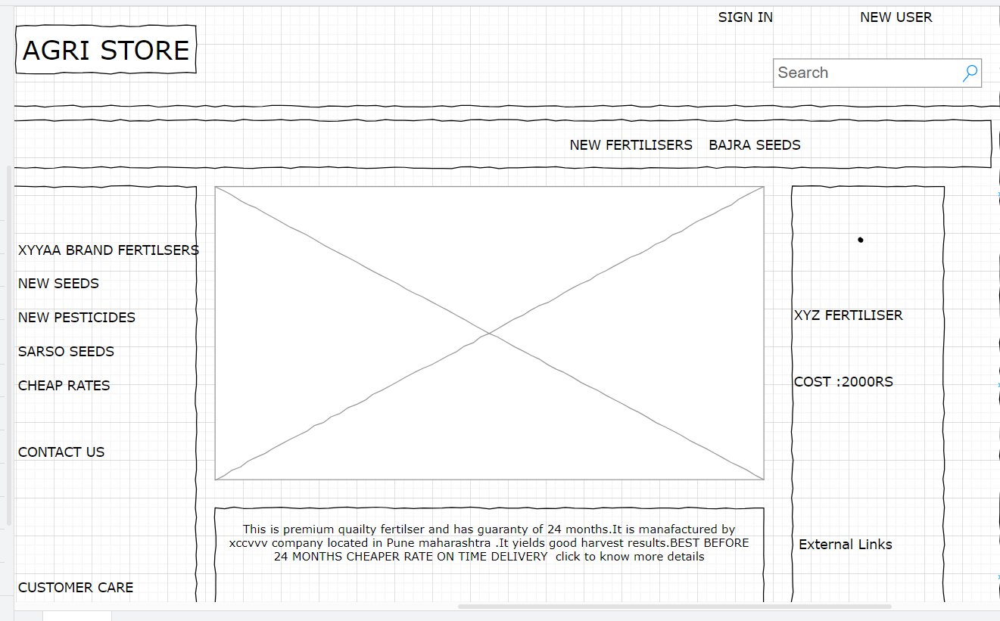 SIGN IN
NEW USER
AGRI STORE
Search
NEW FERTILISERS
BAJRA SEEDS
XYYAA BRAND FERTILSERS
NEW SEEDS
NEW PESTICIDES
SARSO SEEDS
CHEAP RATES
CONTACT US
CUSTOMER CARE
This is premium quailty fertilser and has guaranty of 24 months.It is manafactured by
xccvvv company located in Pune maharashtra .It yields good harvest results.BEST BEFORE
24 MONTHS CHEAPER RATE ON TIME DELIVERY  click to know more details
XYZ FERTILISER
COST :2000RS
External Links